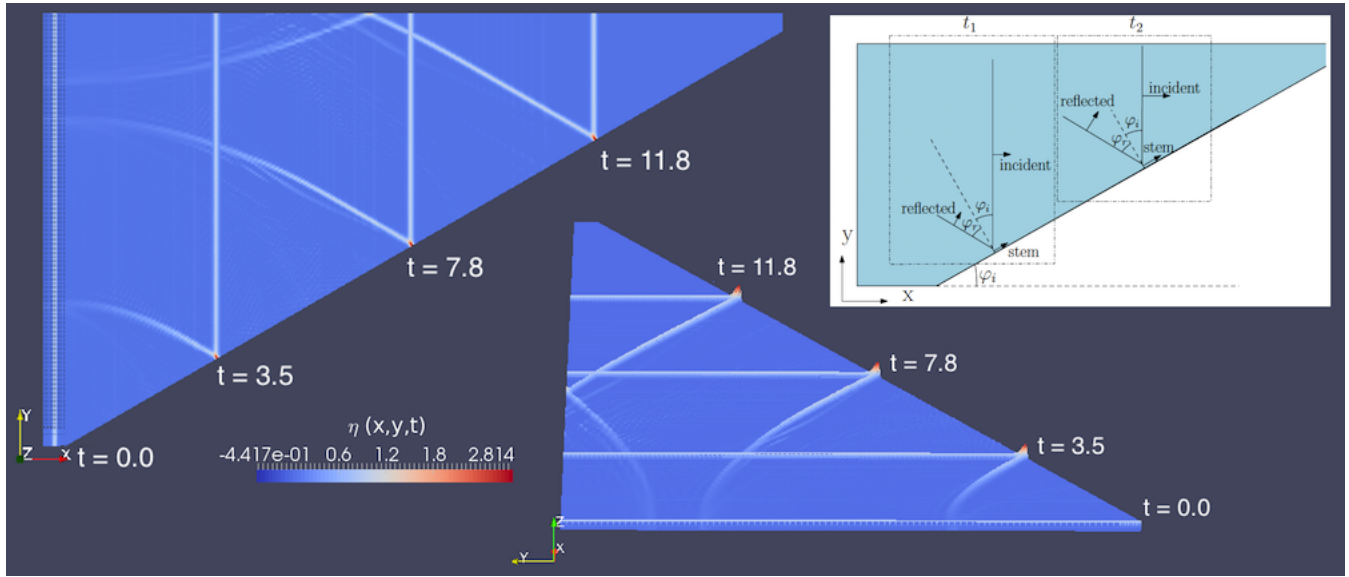 t = 11.8
t = 7.8
t = 3.5
t = 0.0
Y
Z
X
η (x,y,t)
-4.417e-01 0.6 1.2 1.8 2.814
t = 11.8
t = 7.8
t = 3.5
t = 0.0
Z
Y
X
t₁
t₂
reflected
φᵢ
incident
stem
reflected
φᵢ
incident
stem
φᵢ
y
x